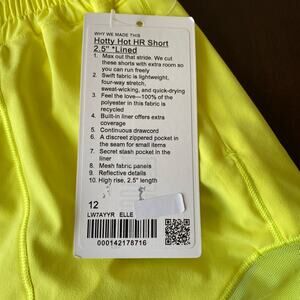 WHY WE MADE THIS
Hotty Hot HR Short
2.5" *Lined
1. Max out that stride. We cut
these shorts with extra room so
you can run freely
2. Swift fabric is lightweight,
four-way stretch,
sweat-wicking, and quick-drying
3. Feel the love—100% of the
polyester in this fabric is
recycled
4. Built-in liner offers extra
coverage
5. Continuous drawcord
6. A discreet zippered pocket in
the seam for small items
7. Secret stash pocket in the
liner
8. Mesh fabric panels
9. Reflective details
10. High rise, 2.5" length
12
LW7AYYR ELLE
000142178716